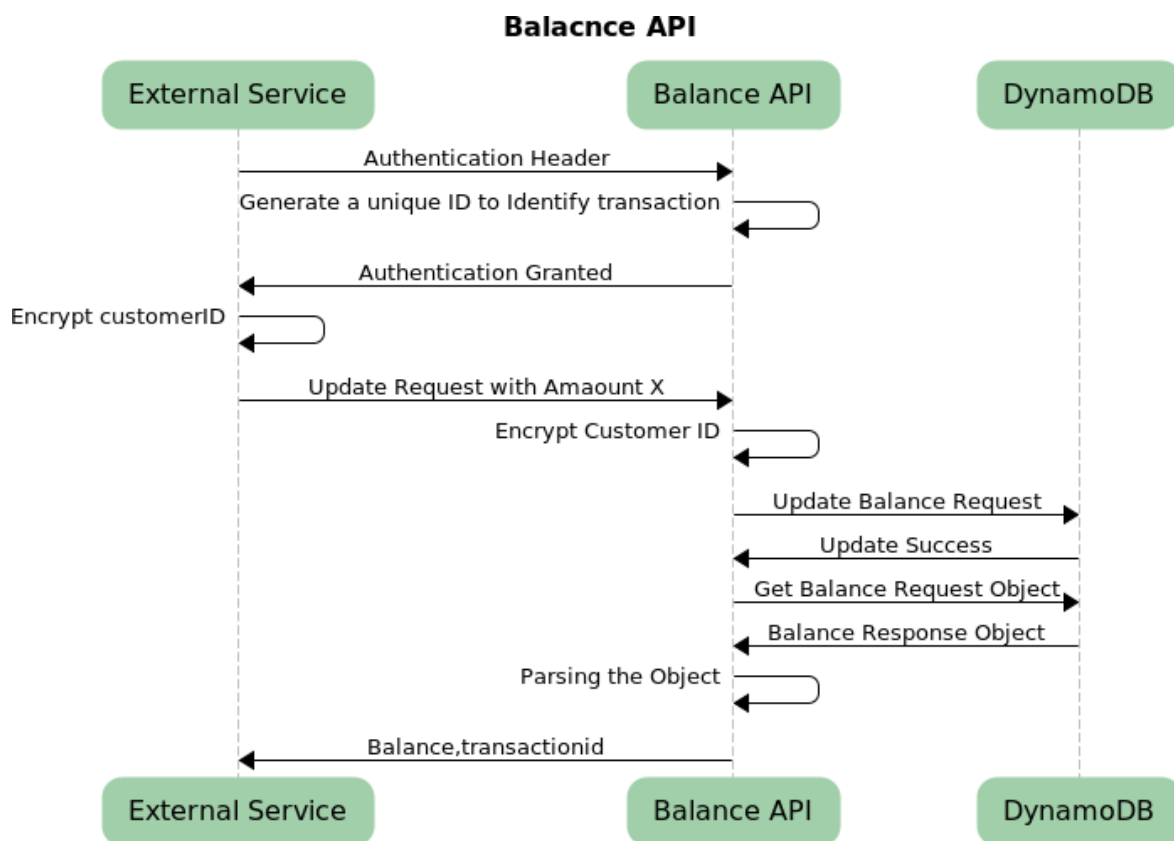 Balacnce API
External Service
Balance API
DynamoDB
Authentication Header
Generate a unique ID to Identify transaction
Authentication Granted
Encrypt customerID
Update Request with Amaount X
Encrypt Customer ID
Update Balance Request
Update Success
Get Balance Request Object
Balance Response Object
Parsing the Object
Balance,transactionid
External Service
Balance API
DynamoDB